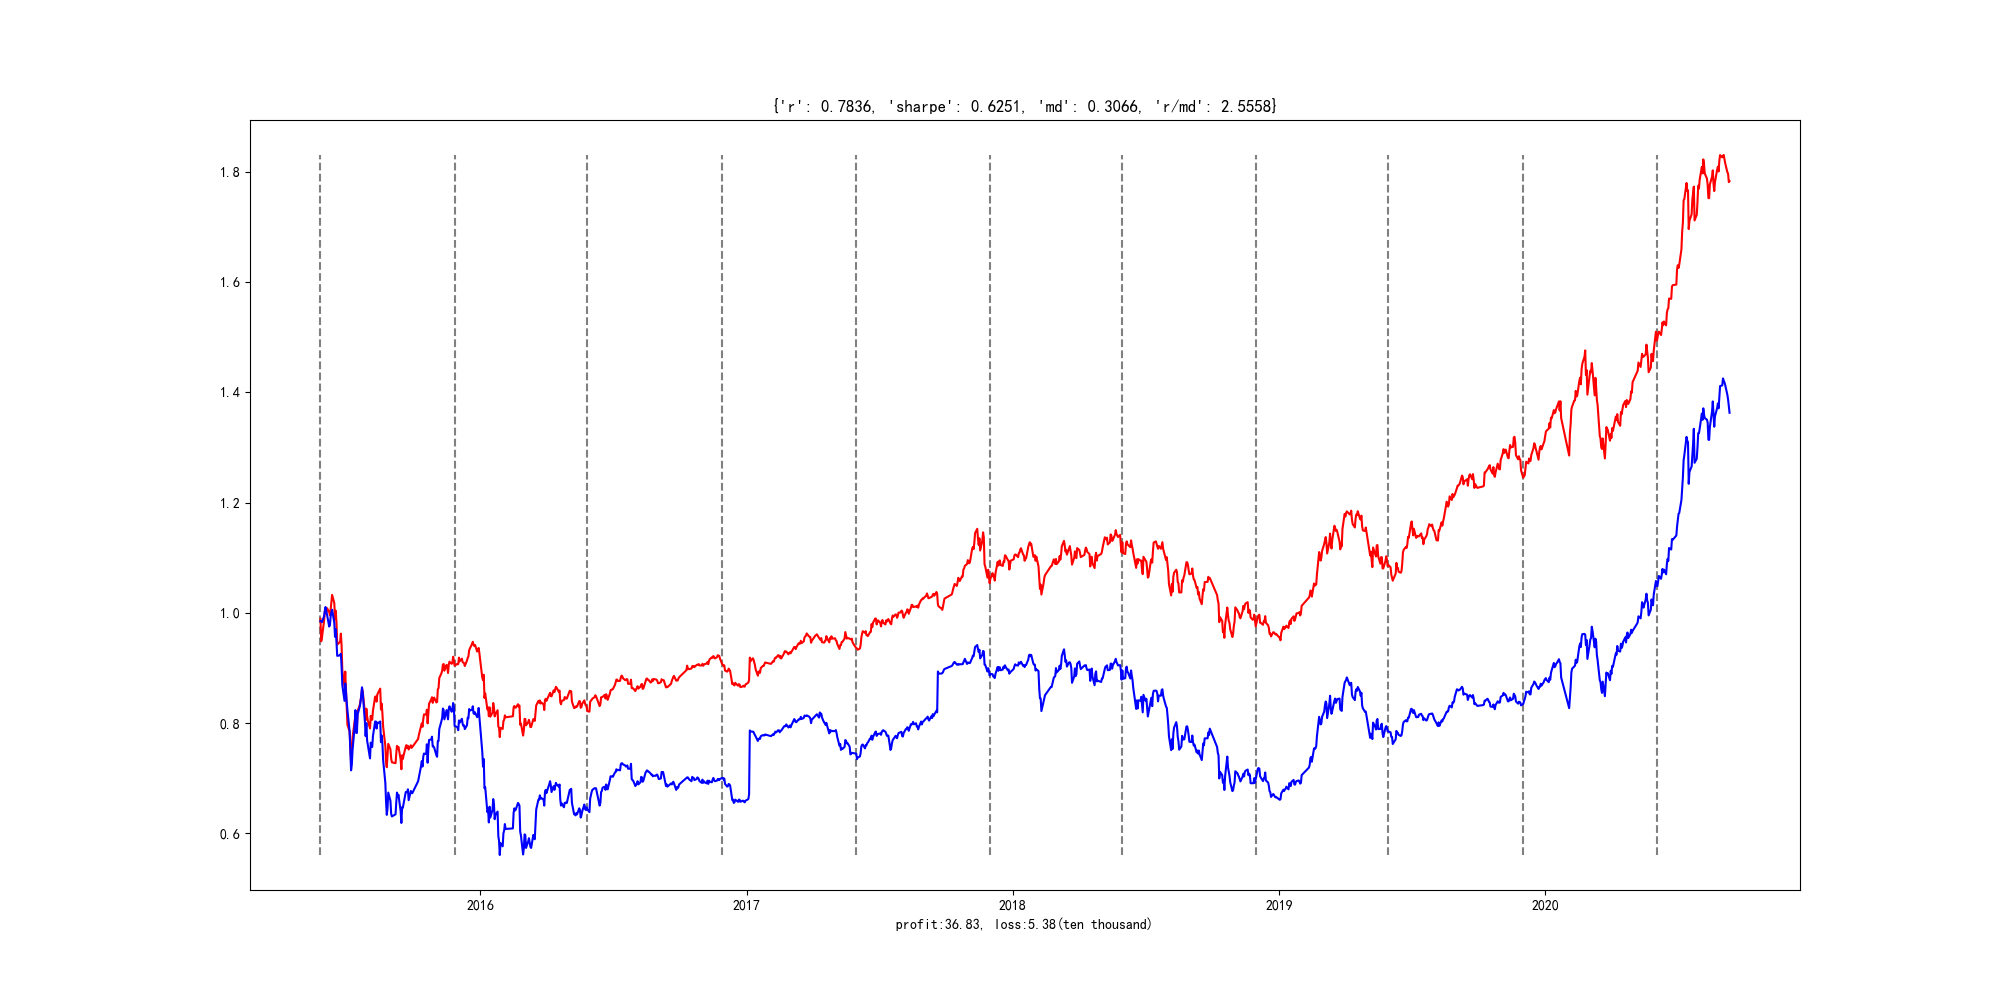 {'r': 0.7836, 'sharpe': 0.6251, 'md': 0.3066, 'r/md': 2.5558}
1.8
1.6
1.4
1.2
1.0
0.8
0.6
2016 2017 2018 2019 2020
profit:36.83, loss:5.38(ten thousand)